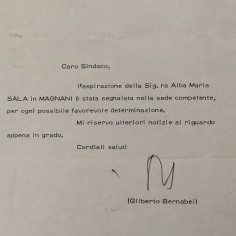 Caro Sindaco,
l'aspirazione della Sig. ra Alba Maria
SALA in MAGNANI è stata segnalata nella sede competente,
per ogni possibile favorevole determinazione.
Mi riservo ulteriori notizie al riguardo
appena in grado.
Cordiali saluti
(Gilberto Bernabei)